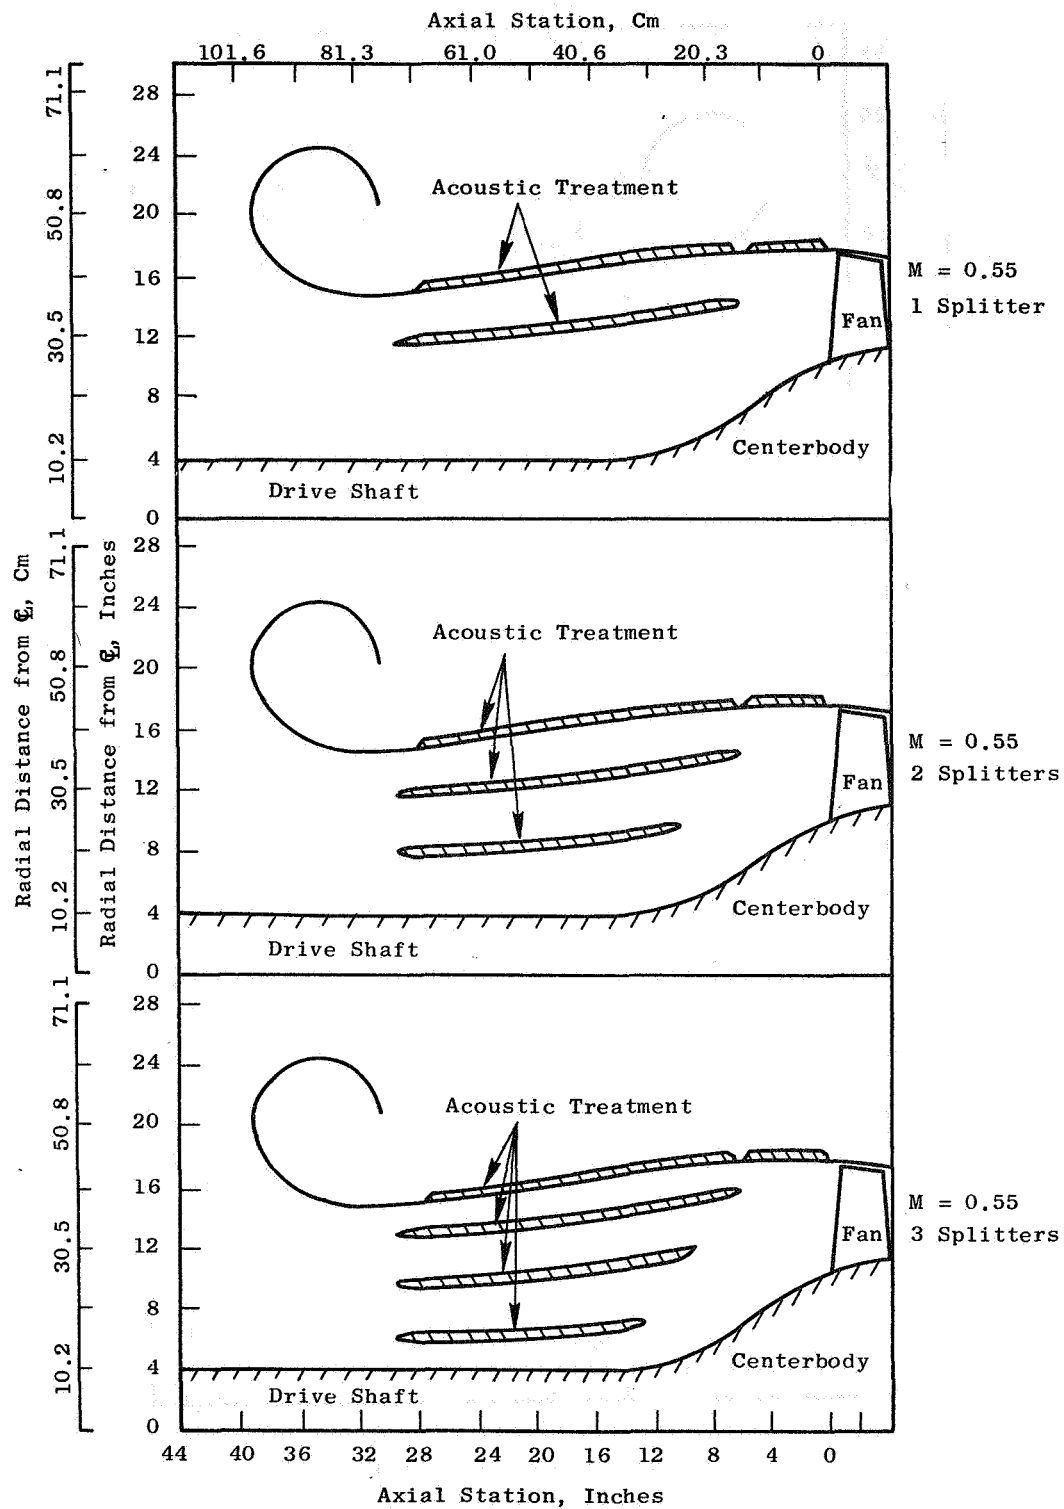 Axial Station, Cm
101.6 81.3 61.0 40.6 20.3 0
71.1
50.8
30.5
10.2
28
24
20
16
12
8
4
0
Acoustic Treatment
Fan
Centerbody
Drive Shaft
M = 0.55
1 Splitter
Radial Distance from ℄, Cm
Radial Distance from ℄, Inches
71.1
50.8
30.5
10.2
28
24
20
16
12
8
4
0
Acoustic Treatment
Fan
Centerbody
Drive Shaft
M = 0.55
2 Splitters
71.1
50.8
30.5
10.2
28
24
20
16
12
8
4
0
Acoustic Treatment
Fan
Centerbody
Drive Shaft
M = 0.55
3 Splitters
44 40 36 32 28 24 20 16 12 8 4 0
Axial Station, Inches